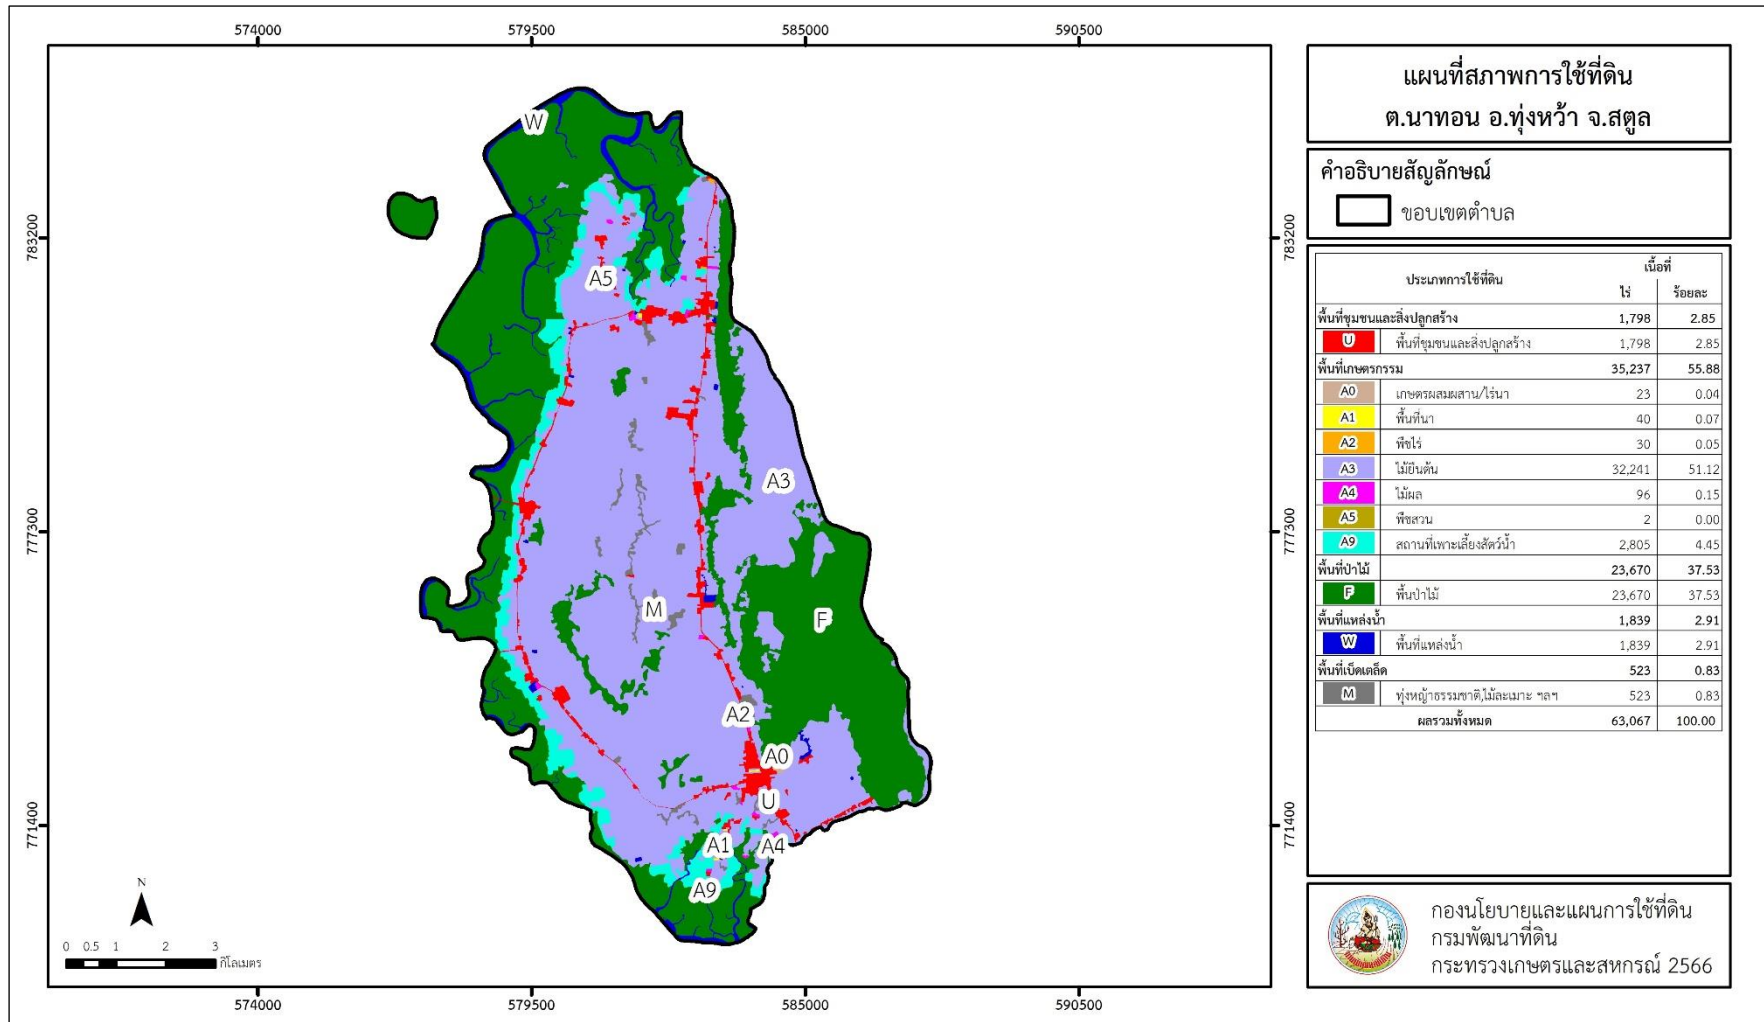 574000 579500 585000 590500
783200 783200
777300 777300
771400 771400
574000 579500 585000 590500
W
A5
A3
M
F
A2
A0
U
A1
A4
A9
N
0 0.5 1 2 3
กิโลเมตร
แผนที่สภาพการใช้ที่ดิน
ต.นาทอน อ.ทุ่งหว้า จ.สตูล
คำอธิบายสัญลักษณ์
ขอบเขตตำบล
ประเภทการใช้ที่ดิน เนื้อที่
ไร่ ร้อยละ
พื้นที่ชุมชนและสิ่งปลูกสร้าง 1,798 2.85
U พื้นที่ชุมชนและสิ่งปลูกสร้าง 1,798 2.85
พื้นที่เกษตรกรรม 35,237 55.88
A0 เกษตรผสมผสาน/ไร่นา 23 0.04
A1 พื้นที่นา 40 0.07
A2 พืชไร่ 30 0.05
A3 ไม้ยืนต้น 32,241 51.12
A4 ไม้ผล 96 0.15
A5 พืชสวน 2 0.00
A9 สถานที่เพาะเลี้ยงสัตว์น้ำ 2,805 4.45
พื้นที่ป่าไม้ 23,670 37.53
F พื้นป่าไม้ 23,670 37.53
พื้นที่แหล่งน้ำ 1,839 2.91
W พื้นที่แหล่งน้ำ 1,839 2.91
พื้นที่เบ็ดเตล็ด 523 0.83
M ทุ่งหญ้าธรรมชาติ,ไม้ละเมาะ ฯลฯ 523 0.83
ผลรวมทั้งหมด 63,067 100.00
กองนโยบายและแผนการใช้ที่ดิน
กรมพัฒนาที่ดิน
กระทรวงเกษตรและสหกรณ์ 2566